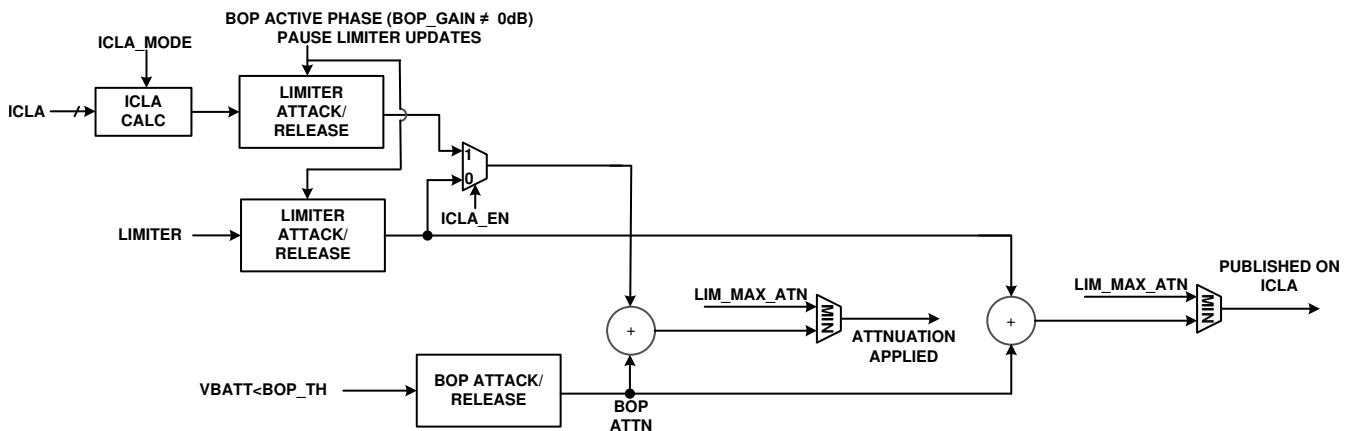 BOP ACTIVE PHASE (BOP_GAIN ≠ 0dB)
PAUSE LIMITER UPDATES
ICLA_MODE
ICLA
ICLA
CALC
LIMITER
ATTACK/
RELEASE
1
0
ICLA_EN
LIMITER
LIMITER
ATTACK/
RELEASE
LIM_MAX_ATN
MIN
+
ATTNUATION
APPLIED
LIM_MAX_ATN
MIN
+
PUBLISHED ON
ICLA
VBATT<BOP_TH
BOP ATTACK/
RELEASE
BOP
ATTN